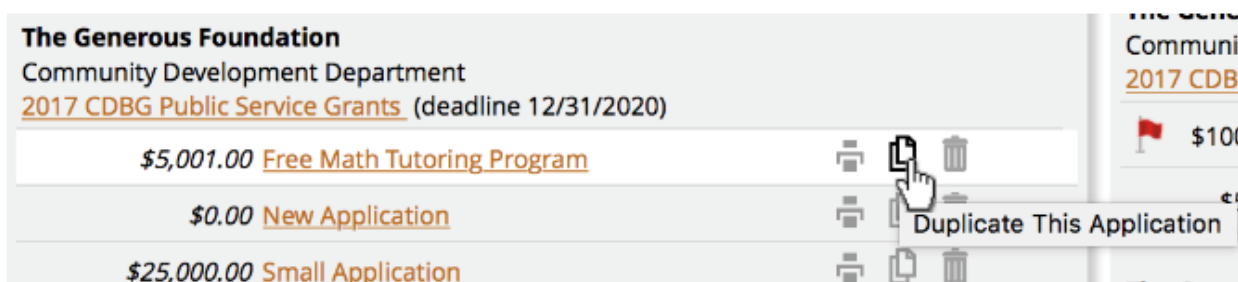 The Generous Foundation
Community Development Department
2017 CDBG Public Service Grants (deadline 12/31/2020)
$5,001.00 Free Math Tutoring Program
$0.00 New Application
Duplicate This Application
$25,000.00 Small Application
The Gene
Communi
2017 CDB
$100